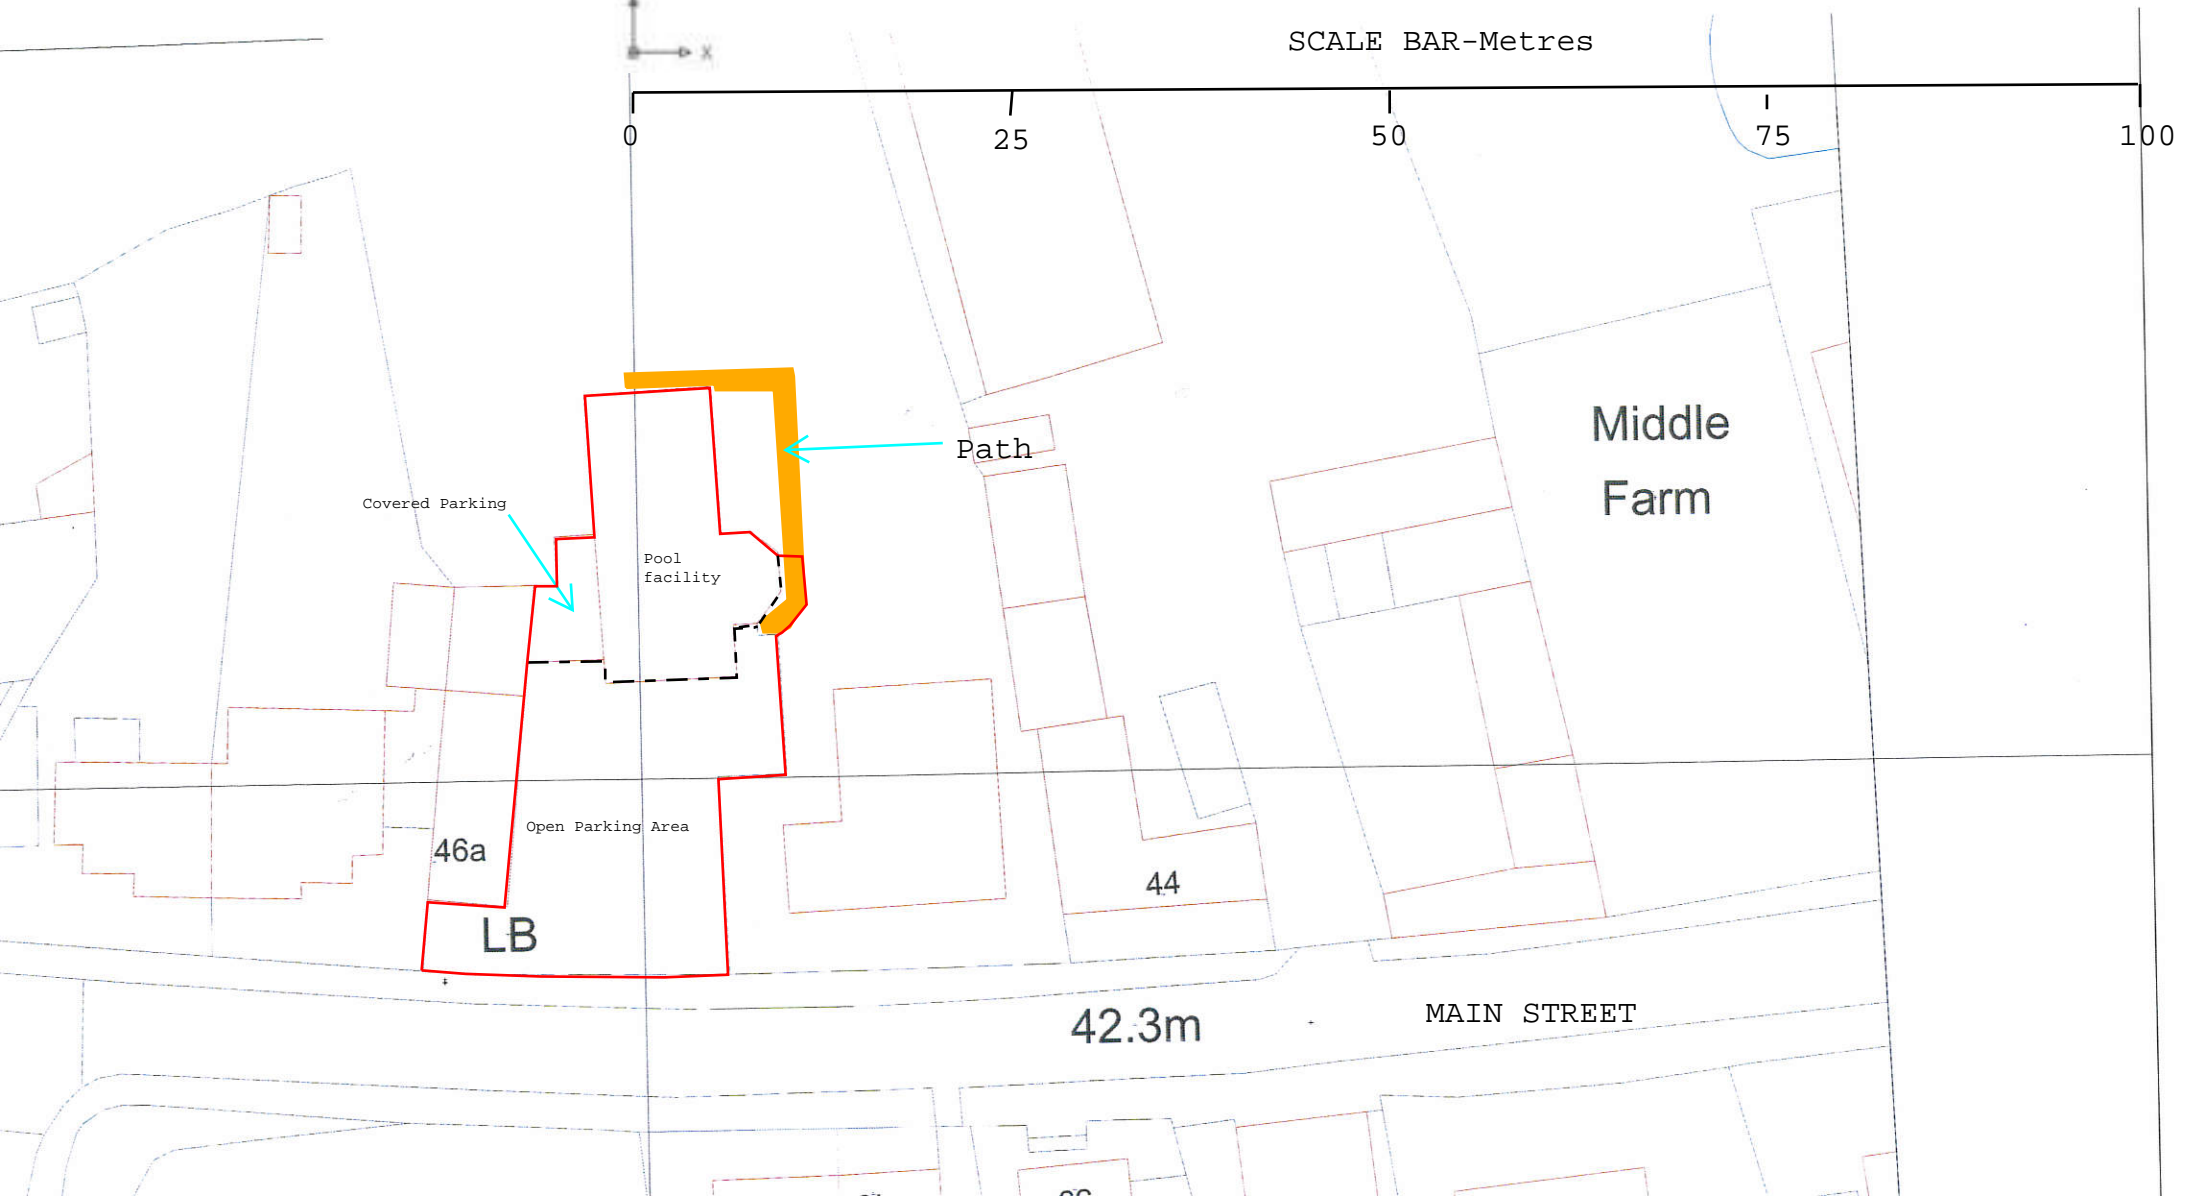 X
SCALE BAR-Metres
0
25
50
75
100
Middle
Farm
Path
Covered Parking
Pool
facility
Open Parking Area
46a
44
LB
42.3m
MAIN STREET